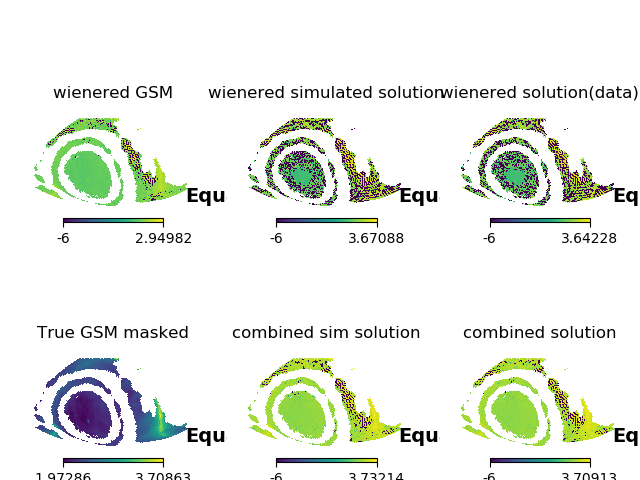 wienered GSM wienered simulated solution wienered solution(data)
Equ Equ Eq
-6 2.94982 -6 3.67088 -6 3.64228
True GSM masked combined sim solution combined solution
Equ Equ Eq
1.97286 3.70863 -6 3.73214 -6 3.70913